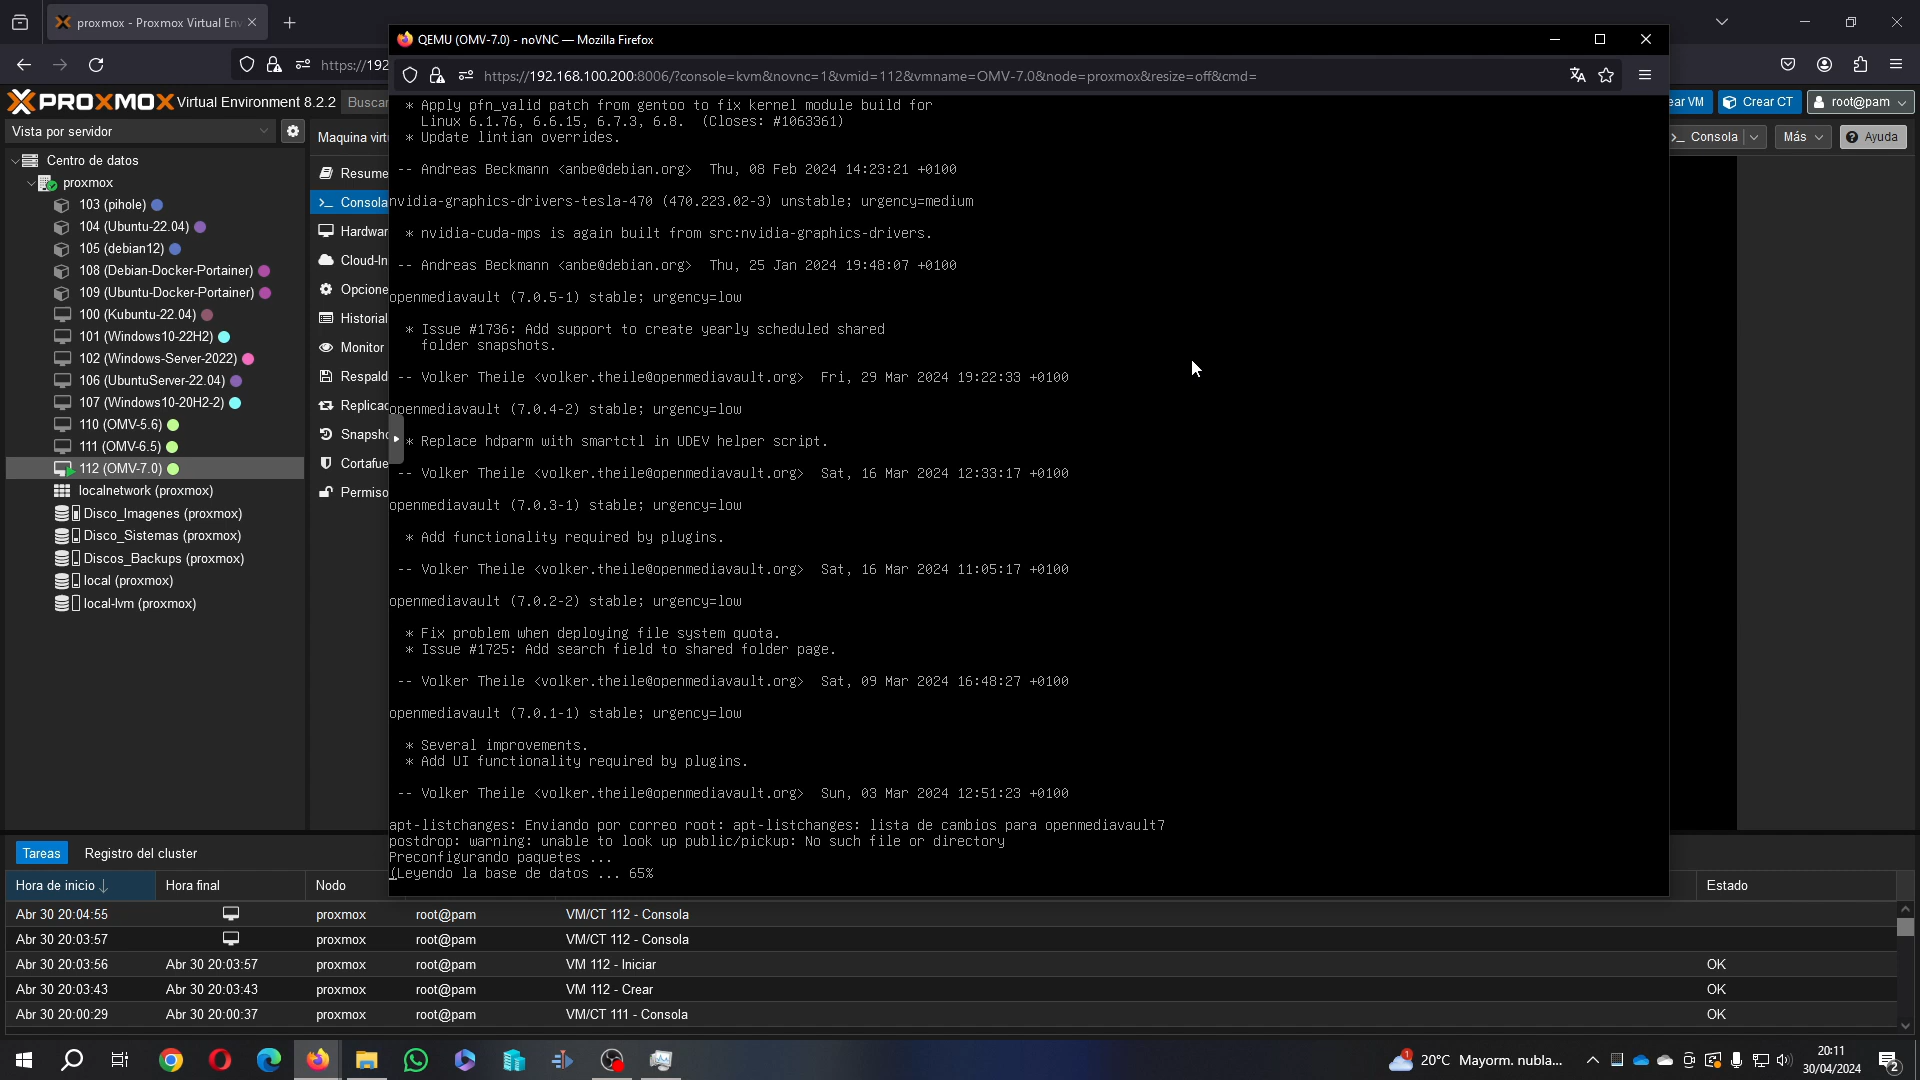 proxmox - Proxmox Virtual En
https://192
QEMU (OMV-7.0) - noVNC — Mozilla Firefox
https://192.168.100.200:8006/?console=kvm&novnc=1&vmid=112&vmname=OMV-7.0&node=proxmox&resize=off&cmd=
PROXMOX Virtual Environment 8.2.2
Buscar
ear VM
Crear CT
root@pam
Vista por servidor
Maquina virt
Consola
Más
Ayuda
Centro de datos
proxmox
103 (pihole)
104 (Ubuntu-22.04)
105 (debian12)
108 (Debian-Docker-Portainer)
109 (Ubuntu-Docker-Portainer)
100 (Kubuntu-22.04)
101 (Windows10-22H2)
102 (Windows-Server-2022)
106 (UbuntuServer-22.04)
107 (Windows10-20H2-2)
110 (OMV-5.6)
111 (OMV-6.5)
112 (OMV-7.0)
localnetwork (proxmox)
Disco_Imagenes (proxmox)
Disco_Sistemas (proxmox)
Discos_Backups (proxmox)
local (proxmox)
local-lvm (proxmox)
Resume
Consola
Hardwar
Cloud-In
Opcione
Historial
Monitor
Respald
Replicac
Snapsho
Cortafue
Permiso
* Apply pfn_valid patch from gentoo to fix kernel module build for
Linux 6.1.76, 6.6.15, 6.7.3, 6.8.  (Closes: #1063361)
* Update lintian overrides.
-- Andreas Beckmann <anbe@debian.org>  Thu, 08 Feb 2024 14:23:21 +0100
nvidia-graphics-drivers-tesla-470 (470.223.02-3) unstable; urgency=medium
* nvidia-cuda-mps is again built from src:nvidia-graphics-drivers.
-- Andreas Beckmann <anbe@debian.org>  Thu, 25 Jan 2024 19:48:07 +0100
openmediavault (7.0.5-1) stable; urgency=low
* Issue #1736: Add support to create yearly scheduled shared
folder snapshots.
-- Volker Theile <volker.theile@openmediavault.org>  Fri, 29 Mar 2024 19:22:33 +0100
openmediavault (7.0.4-2) stable; urgency=low
* Replace hdparm with smartctl in UDEV helper script.
-- Volker Theile <volker.theile@openmediavault.org>  Sat, 16 Mar 2024 12:33:17 +0100
openmediavault (7.0.3-1) stable; urgency=low
* Add functionality required by plugins.
-- Volker Theile <volker.theile@openmediavault.org>  Sat, 16 Mar 2024 11:05:17 +0100
openmediavault (7.0.2-2) stable; urgency=low
* Fix problem when deploying file system quota.
* Issue #1725: Add search field to shared folder page.
-- Volker Theile <volker.theile@openmediavault.org>  Sat, 09 Mar 2024 16:48:27 +0100
openmediavault (7.0.1-1) stable; urgency=low
* Several improvements.
* Add UI functionality required by plugins.
-- Volker Theile <volker.theile@openmediavault.org>  Sun, 03 Mar 2024 12:51:23 +0100
apt-listchanges: Enviando por correo root: apt-listchanges: lista de cambios para openmediavault7
postdrop: warning: unable to look up public/pickup: No such file or directory
Preconfigurando paquetes ...
(Leyendo la base de datos ... 65%
Tareas
Registro del cluster
Hora de inicio
Hora final
Nodo
Estado
Abr 30 20:04:55 proxmox root@pam VM/CT 112 - Consola
Abr 30 20:03:57 proxmox root@pam VM/CT 112 - Consola
Abr 30 20:03:56 Abr 30 20:03:57 proxmox root@pam VM 112 - Iniciar OK
Abr 30 20:03:43 Abr 30 20:03:43 proxmox root@pam VM 112 - Crear OK
Abr 30 20:00:29 Abr 30 20:00:37 proxmox root@pam VM/CT 111 - Consola OK
1
20°C Mayorm. nubla...
20:11
30/04/2024
2